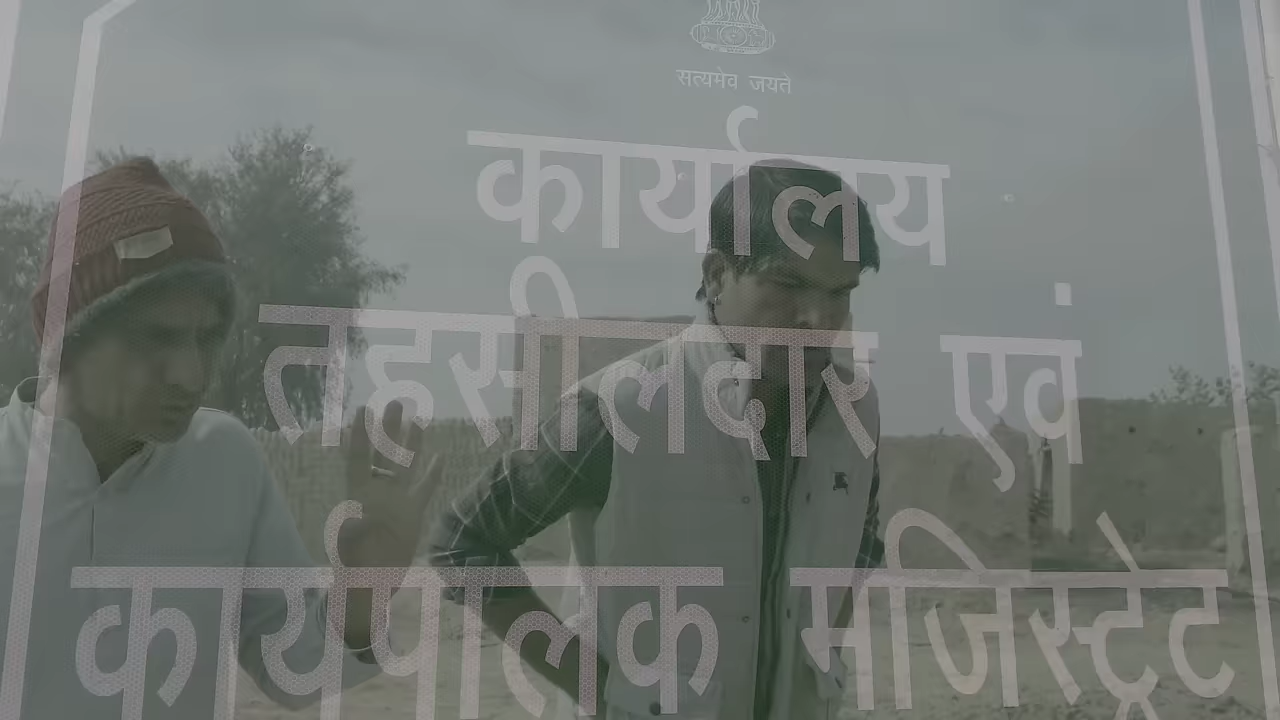 सत्यमेव जयते
कार्यालय
तहसीलदार एवं
कार्यपालक मजिस्ट्रेट